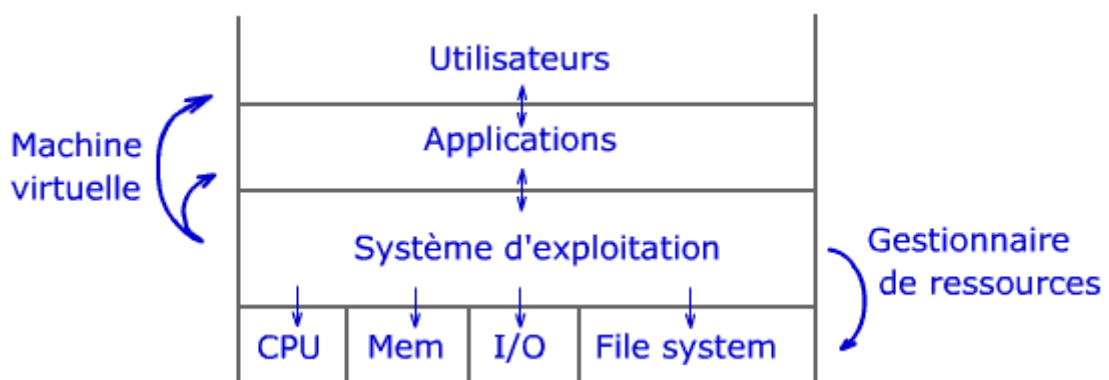 Utilisateurs
Machine
virtuelle
Applications
Système d'exploitation
Gestionnaire
de ressources
CPU
Mem
I/O
File system